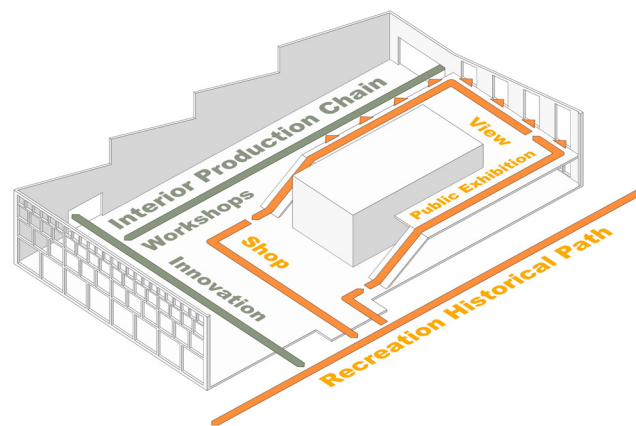 Interior Production Chain
Workshops
Innovation
Shop
View
Public Exhibition
Recreation Historical Path